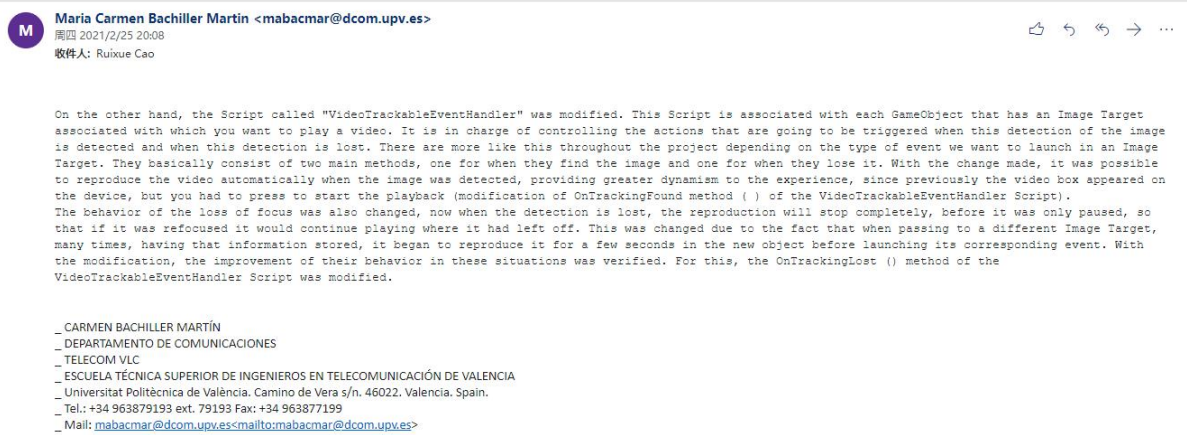 M
Maria Carmen Bachiller Martin <mabacmar@dcom.upv.es>
周四 2021/2/25 20:08
收件人: Ruixue Cao
On the other hand, the Script called "VideoTrackableEventHandler" was modified. This Script is associated with each GameObject that has an Image Target
associated with which you want to play a video. It is in charge of controlling the actions that are going to be triggered when this detection of the image
is detected and when this detection is lost. There are more like this throughout the project depending on the type of event we want to launch in an Image
Target. They basically consist of two main methods, one for when they find the image and one for when they lose it. With the change made, it was possible
to reproduce the video automatically when the image was detected, providing greater dynamism to the experience, since previously the video box appeared on
the device, but you had to press to start the playback (modification of OnTrackingFound method ( ) of the VideoTrackableEventHandler Script).
The behavior of the loss of focus was also changed, now when the detection is lost, the reproduction will stop completely, before it was only paused, so
that if it was refocused it would continue playing where it had left off. This was changed due to the fact that when passing to a different Image Target,
many times, having that information stored, it began to reproduce it for a few seconds in the new object before launching its corresponding event. With
the modification, the improvement of their behavior in these situations was verified. For this, the OnTrackingLost () method of the
VideoTrackableEventHandler Script was modified.
_ CARMEN BACHILLER MARTÍN
_ DEPARTAMENTO DE COMUNICACIONES
_ TELECOM VLC
_ ESCUELA TÉCNICA SUPERIOR DE INGENIEROS EN TELECOMUNICACIÓN DE VALENCIA
_ Universitat Politècnica de València. Camino de Vera s/n. 46022. Valencia. Spain.
_ Tel.: +34 963879193 ext. 79193 Fax: +34 963877199
_ Mail: mabacmar@dcom.upv.es<mailto:mabacmar@dcom.upv.es>